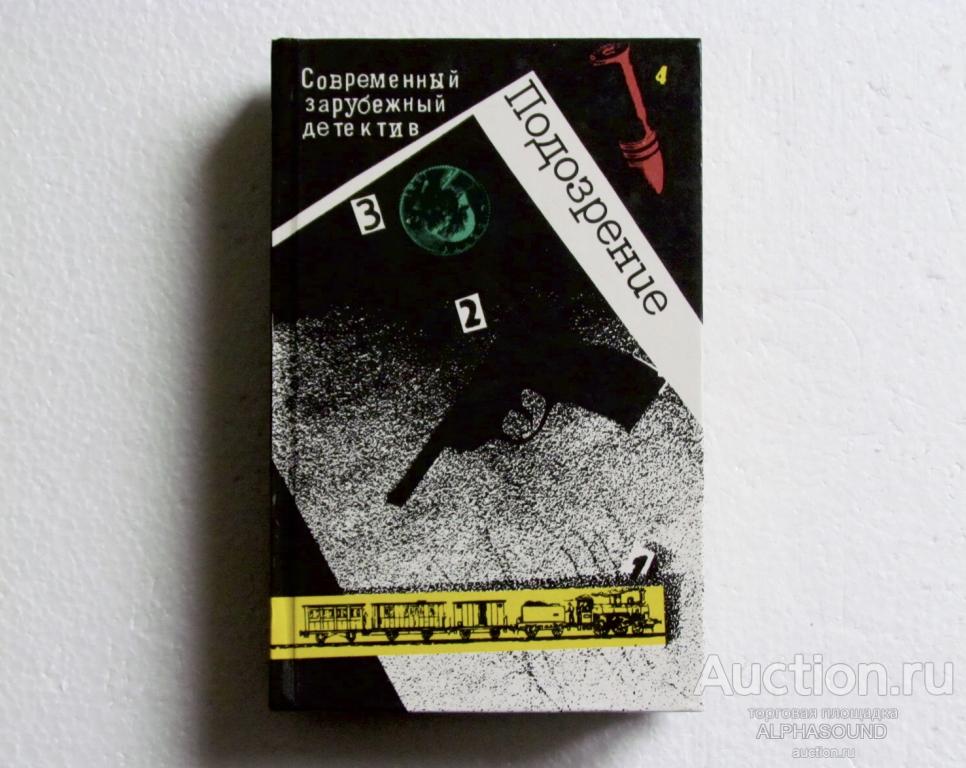 Современный
зарубежный
детектив
Подозрение
4
3
2
1
Auction.ru
торговая площадка
ALPHASOUND
auction.ru